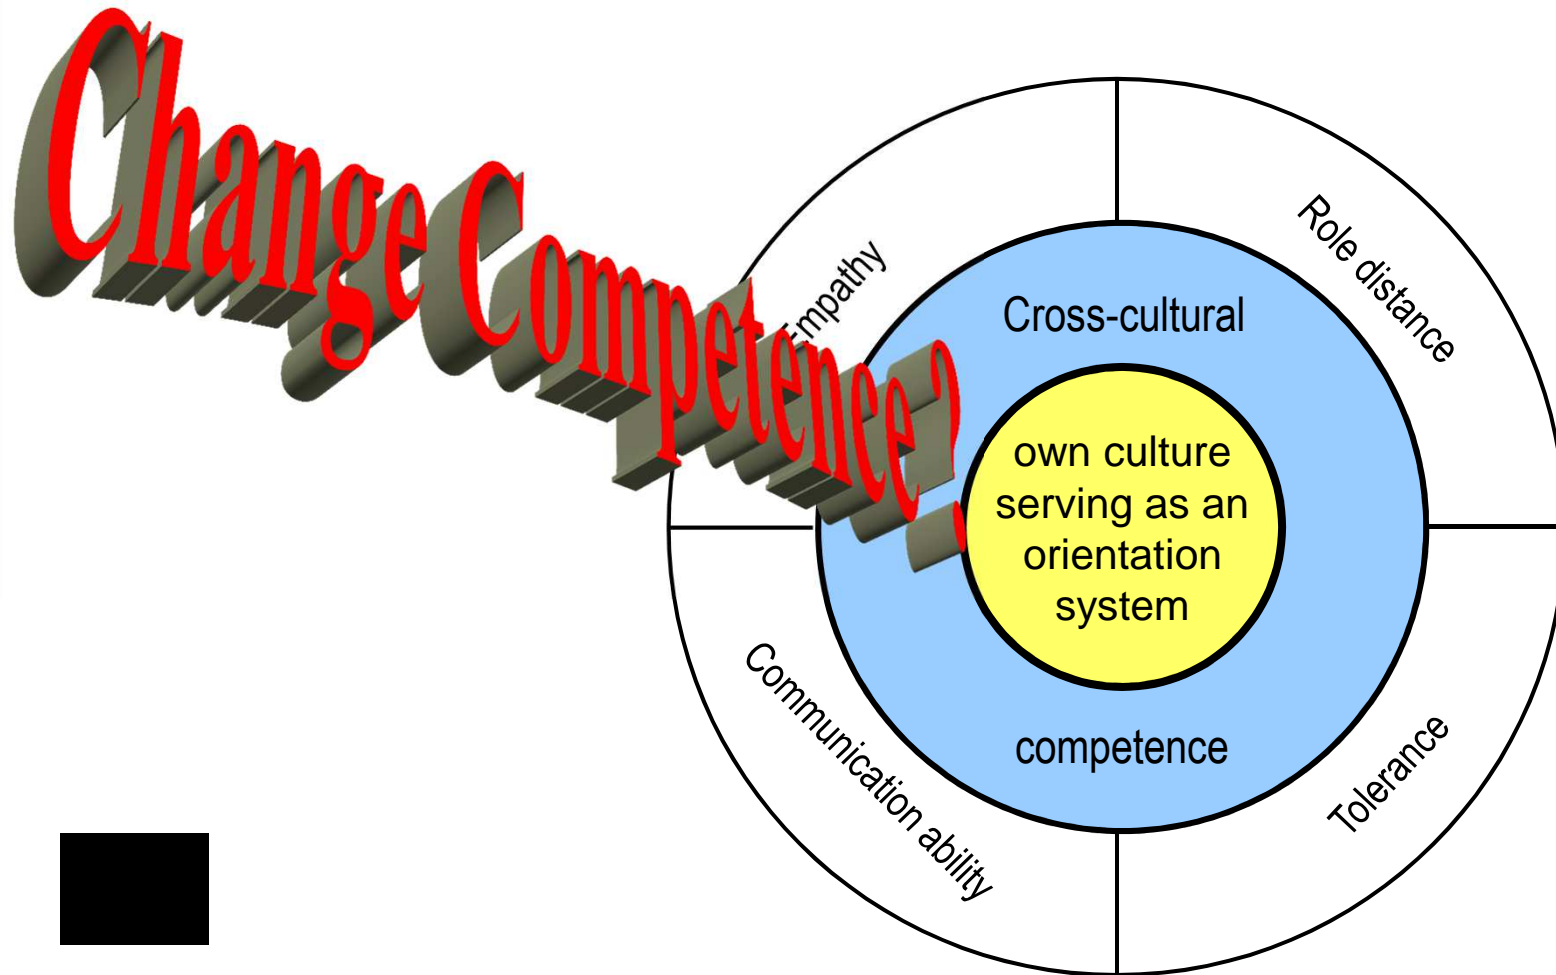 Change Competence?
Empathy
Role distance
Cross-cultural
own culture
serving as an
orientation
system
competence
Communication ability
Tolerance